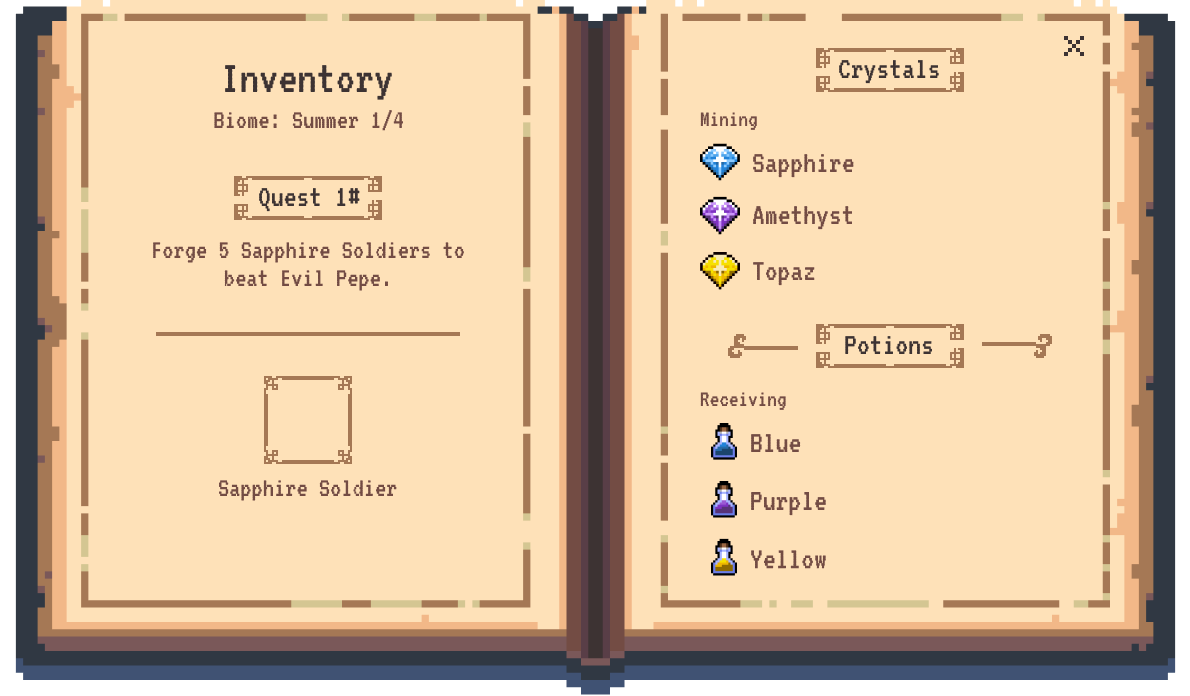 Inventory
Biome: Summer 1/4
Quest 1#
Forge 5 Sapphire Soldiers to
beat Evil Pepe.
Sapphire Soldier
Crystals
Mining
Sapphire
Amethyst
Topaz
Potions
Receiving
Blue
Purple
Yellow